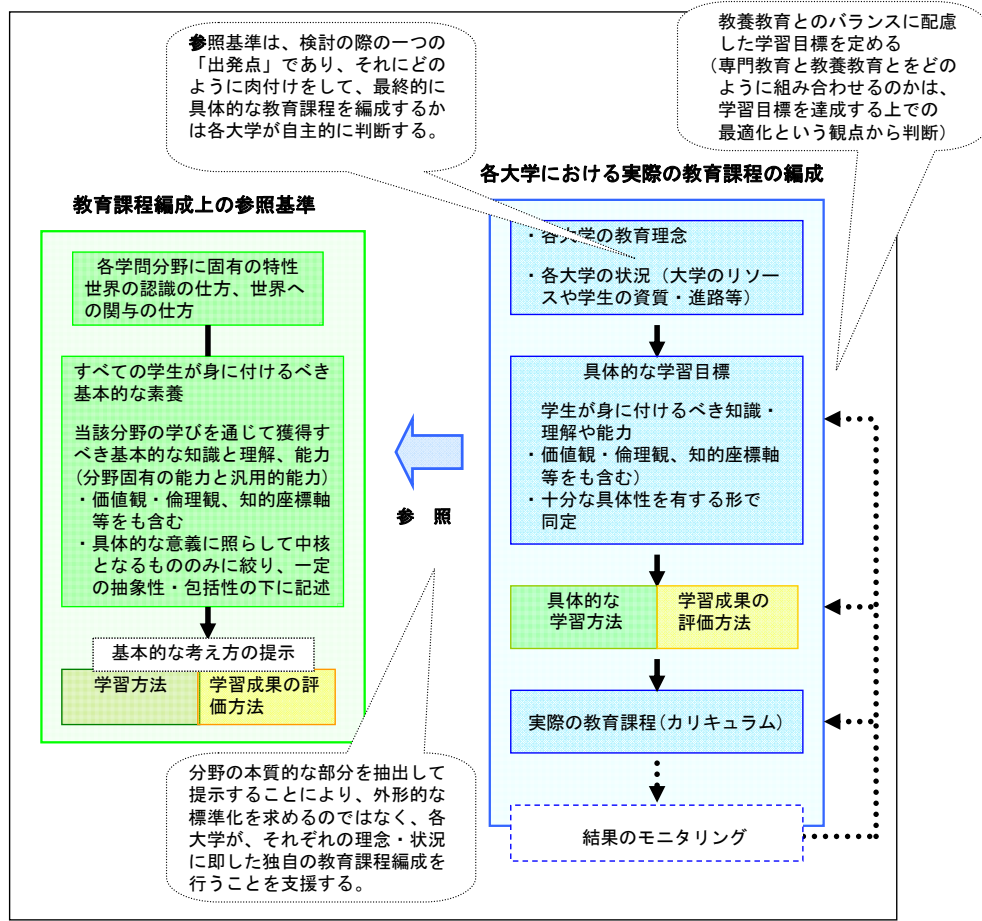 参照基準は、検討の際の一つの
「出発点」であり、それにどの
ように肉付けをして、最終的に
具体的な教育課程を編成するか
は各大学が自主的に判断する。
教養教育とのバランスに配慮
した学習目標を定める
(専門教育と教養教育とをどの
ように組み合わせるのかは、
学習目標を達成する上での
最適化という観点から判断)
教育課程編成上の参照基準
各学問分野に固有の特性
世界の認識の仕方、世界へ
の関与の仕方
すべての学生が身に付けるべき
基本的な素養
当該分野の学びを通じて獲得す
べき基本的な知識と理解、能力
(分野固有の能力と汎用的能力)
・価値観・倫理観、知的座標軸
等をも含む
・具体的な意義に照らして中核
となるもののみに絞り、一定
の抽象性・包括性の下に記述
基本的な考え方の提示
学習方法
学習成果の評
価方法
参 照
各大学における実際の教育課程の編成
・各大学の教育理念
・各大学の状況(大学のリソー
スや学生の資質・進路等)
具体的な学習目標
学生が身に付けるべき知識・
理解や能力
・価値観・倫理観、知的座標軸
等をも含む)
・十分な具体性を有する形で
同定
具体的な
学習方法
学習成果の
評価方法
実際の教育課程(カリキュラム)
結果のモニタリング
分野の本質的な部分を抽出して
提示することにより、外形的な
標準化を求めるのではなく、各
大学が、それぞれの理念・状況
に即した独自の教育課程編成を
行うことを支援する。